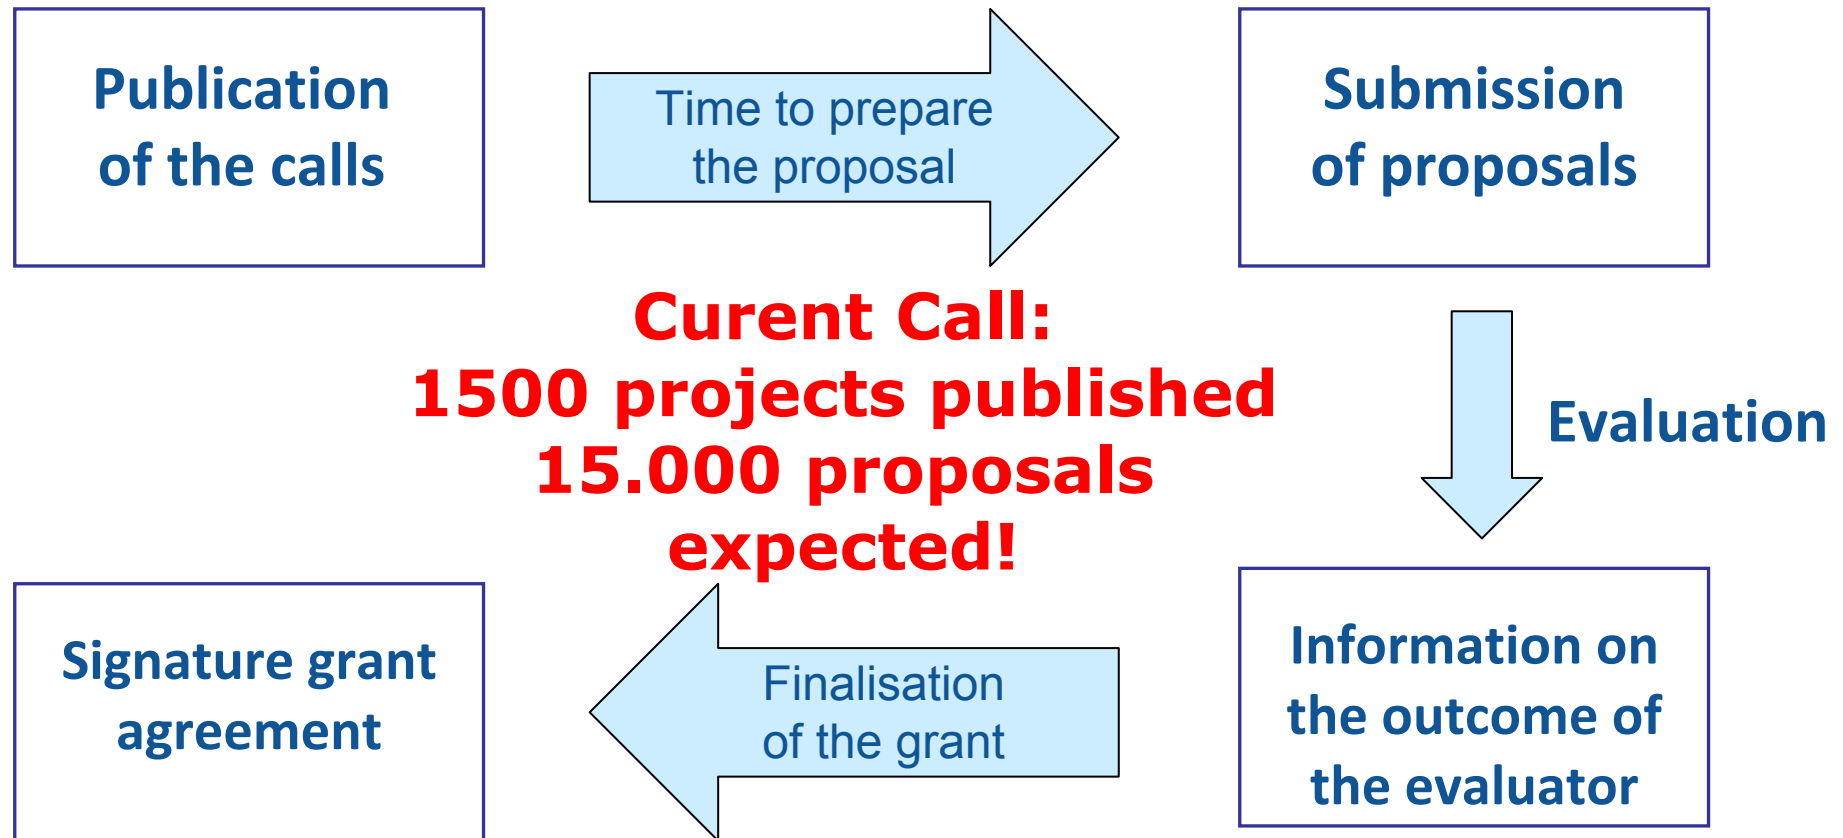 Publication
of the calls
Time to prepare
the proposal
Submission
of proposals
Curent Call:
1500 projects published
15.000 proposals
expected!
Evaluation
Information on
the outcome of
the evaluator
Finalisation
of the grant
Signature grant
agreement